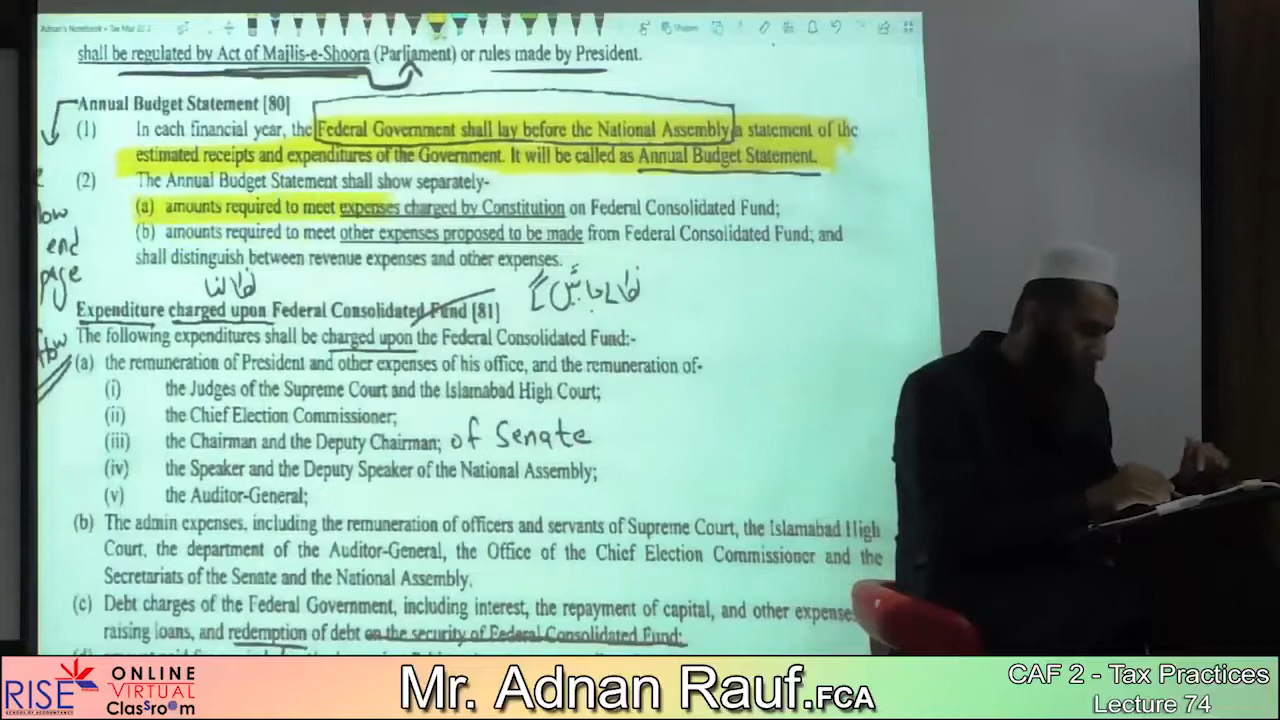 Adnan's Notebook • Tax Mar 22 2
Shapes
shall be regulated by Act of Majlis-e-Shoora (Parliament) or rules made by President.
Annual Budget Statement [80]
(1) In each financial year, the Federal Government shall lay before the National Assembly a statement of the
estimated receipts and expenditures of the Government. It will be called as Annual Budget Statement.
(2) The Annual Budget Statement shall show separately-
(a) amounts required to meet expenses charged by Constitution on Federal Consolidated Fund;
(b) amounts required to meet other expenses proposed to be made from Federal Consolidated Fund; and
shall distinguish between revenue expenses and other expenses.
end
page
Expenditure charged upon Federal Consolidated Fund [81]
The following expenditures shall be charged upon the Federal Consolidated Fund:-
(a) the remuneration of President and other expenses of his office, and the remuneration of-
(i) the Judges of the Supreme Court and the Islamabad High Court;
(ii) the Chief Election Commissioner;
(iii) the Chairman and the Deputy Chairman; of Senate
(iv) the Speaker and the Deputy Speaker of the National Assembly;
(v) the Auditor-General;
(b) The admin expenses, including the remuneration of officers and servants of Supreme Court, the Islamabad High
Court, the department of the Auditor-General, the Office of the Chief Election Commissioner and the
Secretariats of the Senate and the National Assembly.
(c) Debt charges of the Federal Government, including interest, the repayment of capital, and other expenses
raising loans, and redemption of debt on the security of Federal Consolidated Fund;
RISE
SCHOOL OF ACCOUNTANCY
ONLINE
VIRTUAL
Classroom
Mr. Adnan Rauf.FCA
CAF 2 - Tax Practices
Lecture 74